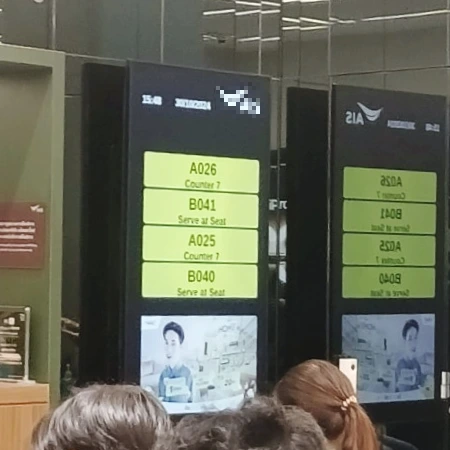 A026
Counter 7
B041
Serve at Seat
A025
Counter 7
B040
Serve at Seat
AIS
A026
Counter 7
B041
Serve at Seat
A025
Counter 7
B040
Serve at Seat